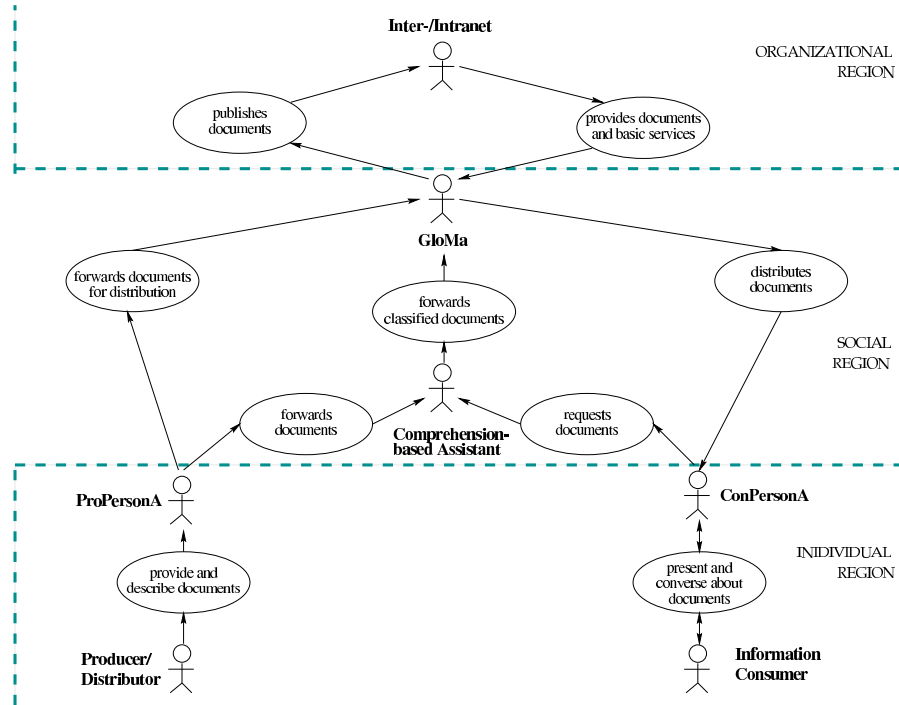 Inter-/Intranet
ORGANIZATIONAL
REGION
publishes
documents
provides documents
and basic services
GloMa
forwards documents
for distribution
distributes
documents
forwards
classified documents
SOCIAL
REGION
forwards
documents
requests
documents
Comprehension-
based Assistant
ProPersonA
ConPersonA
INIDIVIDUAL
REGION
provide and
describe documents
present and
converse about
documents
Producer/
Distributor
Information
Consumer